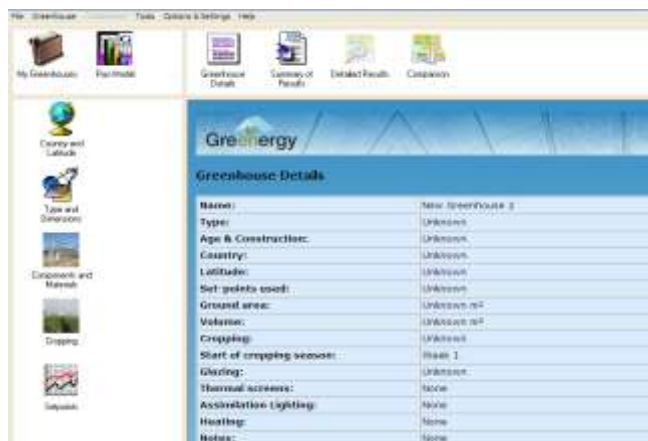 File Greenhouse Tools Options & Settings Help
My Greenhouses
Run Model
Greenhouse Details
Summary of Results
Detailed Results
Comparison
Country and Latitude
Type and Dimensions
Components and Materials
Cropping
Setpoints
Greenergy
Greenhouse Details
Name: New Greenhouse 1
Type: Unknown
Age & Construction: Unknown
Country: Unknown
Latitude: Unknown
Set-points used: Unknown
Ground area: Unknown m²
Volume: Unknown m³
Cropping: Unknown
Start of cropping season: Week 1
Glazing: Unknown
Thermal screens: None
Assimilation Lighting: None
Heating: None
Notes: None